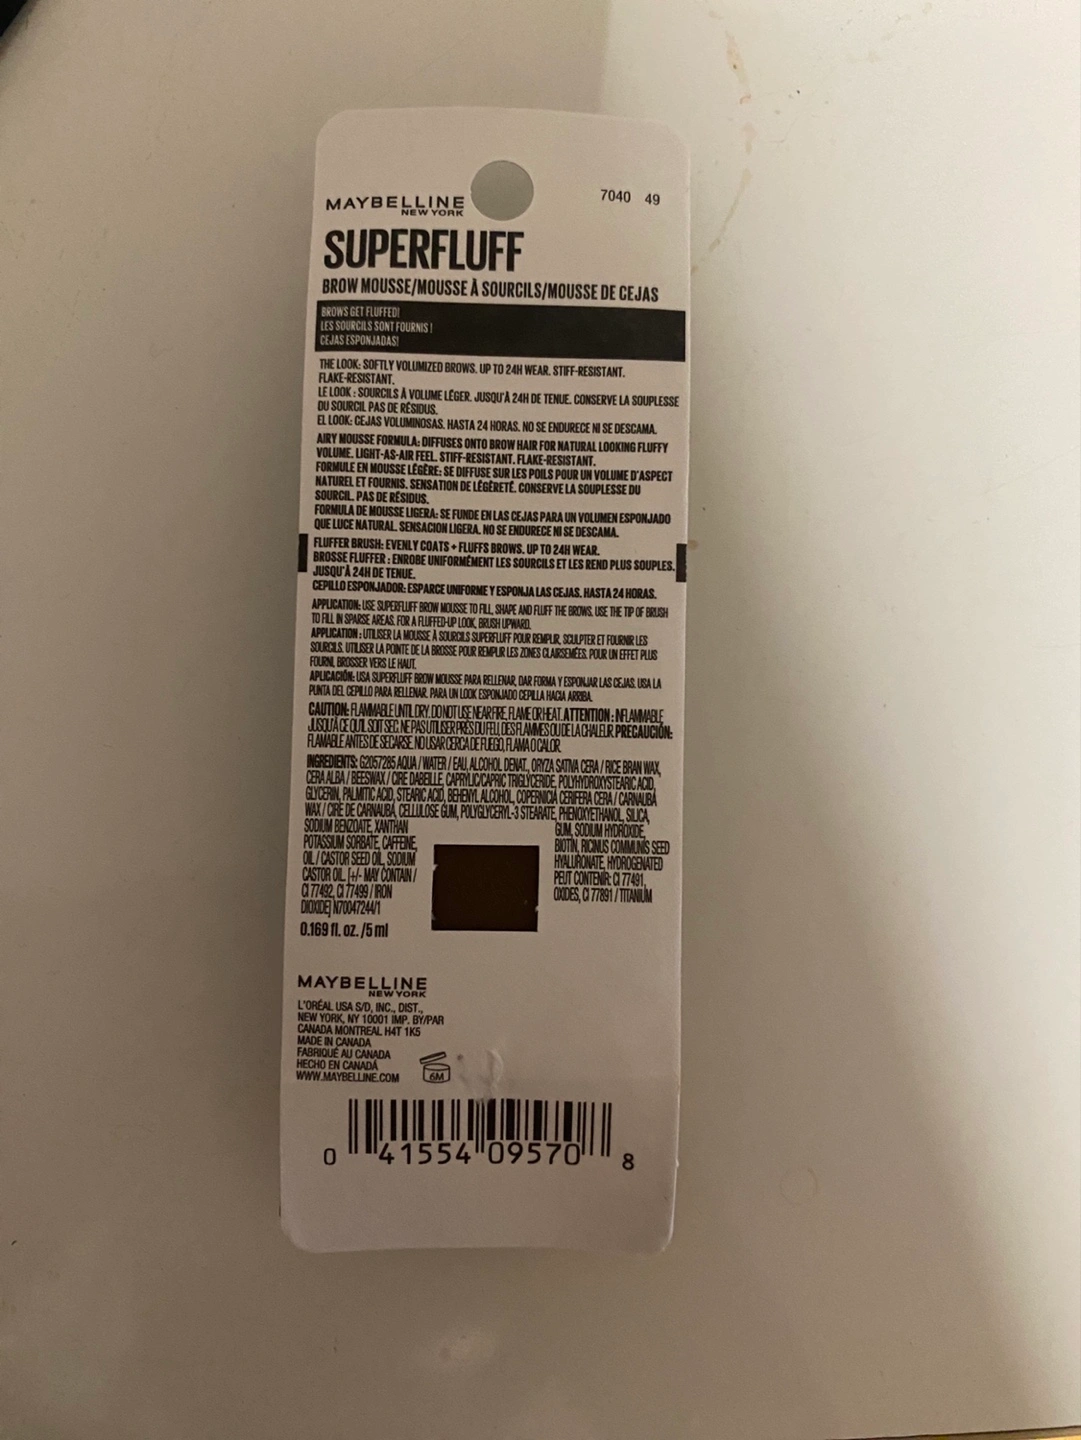 MAYBELLINE
NEW YORK
7040 49
SUPERFLUFF
BROW MOUSSE/MOUSSE À SOURCILS/MOUSSE DE CEJAS
BROWS GET FLUFFED!
LES SOURCILS SONT FOURNIS !
CEJAS ESPONJADAS!
THE LOOK: SOFTLY VOLUMIZED BROWS. UP TO 24H WEAR. STIFF-RESISTANT.
FLAKE-RESISTANT.
LE LOOK : SOURCILS À VOLUME LÉGER. JUSQU'À 24H DE TENUE. CONSERVE LA SOUPLESSE
DU SOURCIL PAS DE RÉSIDUS.
EL LOOK: CEJAS VOLUMINOSAS. HASTA 24 HORAS. NO SE ENDURECE NI SE DESCAMA.
AIRY MOUSSE FORMULA: DIFFUSES ONTO BROW HAIR FOR NATURAL LOOKING FLUFFY
VOLUME. LIGHT-AS-AIR FEEL. STIFF-RESISTANT. FLAKE-RESISTANT.
FORMULE EN MOUSSE LÉGÈRE: SE DIFFUSE SUR LES POILS POUR UN VOLUME D'ASPECT
NATUREL ET FOURNIS. SENSATION DE LÉGÈRETÉ. CONSERVE LA SOUPLESSE DU
SOURCIL. PAS DE RÉSIDUS.
FORMULA DE MOUSSE LIGERA: SE FUNDE EN LAS CEJAS PARA UN VOLUMEN ESPONJADO
QUE LUCE NATURAL. SENSACION LIGERA. NO SE ENDURECE NI SE DESCAMA.
FLUFFER BRUSH: EVENLY COATS + FLUFFS BROWS. UP TO 24H WEAR.
BROSSE FLUFFER : ENROBE UNIFORMÉMENT LES SOURCILS ET LES REND PLUS SOUPLES.
JUSQU'À 24H DE TENUE.
CEPILLO ESPONJADOR: ESPARCE UNIFORME Y ESPONJA LAS CEJAS. HASTA 24 HORAS.
APPLICATION: USE SUPERFLUFF BROW MOUSSE TO FILL, SHAPE AND FLUFF THE BROWS. USE THE TIP OF BRUSH
TO FILL IN SPARSE AREAS. FOR A FLUFFED-UP LOOK, BRUSH UPWARD.
APPLICATION : UTILISER LA MOUSSE À SOURCILS SUPERFLUFF POUR REMPLIR, SCULPTER ET FOURNIR LES
SOURCILS. UTILISER LA POINTE DE LA BROSSE POUR REMPLIR LES ZONES CLAIRSEMÉES. POUR UN EFFET PLUS
FOURNI, BROSSER VERS LE HAUT.
APLICACIÓN: USA SUPERFLUFF BROW MOUSSE PARA RELLENAR, DAR FORMA Y ESPONJAR LAS CEJAS. USA LA
PUNTA DEL CEPILLO PARA RELLENAR. PARA UN LOOK ESPONJADO CEPILLA HACIA ARRIBA.
CAUTION: FLAMMABLE UNTIL DRY. DO NOT USE NEAR FIRE, FLAME OR HEAT. ATTENTION : INFLAMMABLE
JUSQU'À CE QU'IL SOIT SEC. NE PAS UTILISER PRÈS DU FEU, DES FLAMMES OU DE LA CHALEUR. PRECAUCIÓN:
FLAMABLE ANTES DE SECARSE. NO USAR CERCA DE FUEGO, FLAMA O CALOR.
INGREDIENTS: G2057285 AQUA / WATER / EAU, ALCOHOL DENAT., ORYZA SATIVA CERA / RICE BRAN WAX,
CERA ALBA / BEESWAX / CIRE DABEILLE, CAPRYLIC/CAPRIC TRIGLYCERIDE, POLYHYDROXYSTEARIC ACID,
GLYCERIN, PALMITIC ACID, STEARIC ACID, BEHENYL ALCOHOL, COPERNICIA CERIFERA CERA / CARNAUBA
WAX / CIRE DE CARNAUBA, CELLULOSE GUM, POLYGLYCERYL-3 STEARATE, PHENOXYETHANOL, SILICA,
SODIUM BENZOATE, XANTHAN GUM, SODIUM HYDROXIDE,
POTASSIUM SORBATE, CAFFEINE, BIOTIN, RICINUS COMMUNIS SEED
OIL / CASTOR SEED OIL, SODIUM HYALURONATE, HYDROGENATED
CASTOR OIL. [+/- MAY CONTAIN / PEUT CONTENIR: CI 77491,
CI 77492, CI 77499 / IRON OXIDES, CI 77891 / TITANIUM
DIOXIDE] N70047244/1
0.169 fl. oz. / 5 ml
MAYBELLINE
NEW YORK
L'ORÉAL USA S/D, INC., DIST.,
NEW YORK, NY 10001 IMP. BY/PAR
CANADA MONTREAL H4T 1K5
MADE IN CANADA
FABRIQUÉ AU CANADA
HECHO EN CANADÁ
WWW.MAYBELLINE.COM
6M
0 41554 09570 8